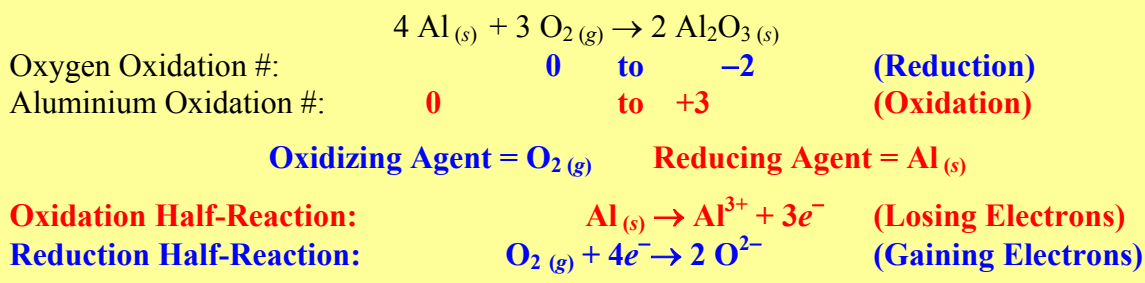 4 Al (s) + 3 O₂ (g) → 2 Al₂O₃ (s)
Oxygen Oxidation #: 0 to −2 (Reduction)
Aluminium Oxidation #: 0 to +3 (Oxidation)
Oxidizing Agent = O₂ (g) Reducing Agent = Al (s)
Oxidation Half-Reaction: Al (s) → Al³⁺ + 3e⁻ (Losing Electrons)
Reduction Half-Reaction: O₂ (g) + 4e⁻ → 2 O²⁻ (Gaining Electrons)